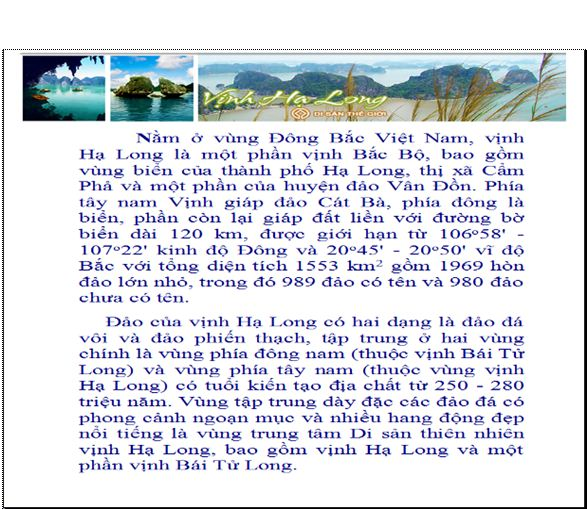 Vịnh Hạ Long
DI SẢN THẾ GIỚI
Nằm ở vùng Đông Bắc Việt Nam, vịnh
Hạ Long là một phần vịnh Bắc Bộ, bao gồm
vùng biển của thành phố Hạ Long, thị xã Cẩm
Phả và một phần của huyện đảo Vân Đồn. Phía
tây nam Vịnh giáp đảo Cát Bà, phía đông là
biển, phần còn lại giáp đất liền với đường bờ
biển dài 120 km, được giới hạn từ 106o58' -
107o22' kinh độ Đông và 20o45' - 20o50' vĩ độ
Bắc với tổng diện tích 1553 km² gồm 1969 hòn
đảo lớn nhỏ, trong đó 989 đảo có tên và 980 đảo
chưa có tên.
Đảo của vịnh Hạ Long có hai dạng là đảo đá
vôi và đảo phiến thạch, tập trung ở hai vùng
chính là vùng phía đông nam (thuộc vịnh Bái Tử
Long) và vùng phía tây nam (thuộc vùng vịnh
Hạ Long) có tuổi kiến tạo địa chất từ 250 - 280
triệu năm. Vùng tập trung dày đặc các đảo đá có
phong cảnh ngoạn mục và nhiều hang động đẹp
nổi tiếng là vùng trung tâm Di sản thiên nhiên
vịnh Hạ Long, bao gồm vịnh Hạ Long và một
phần vịnh Bái Tử Long.